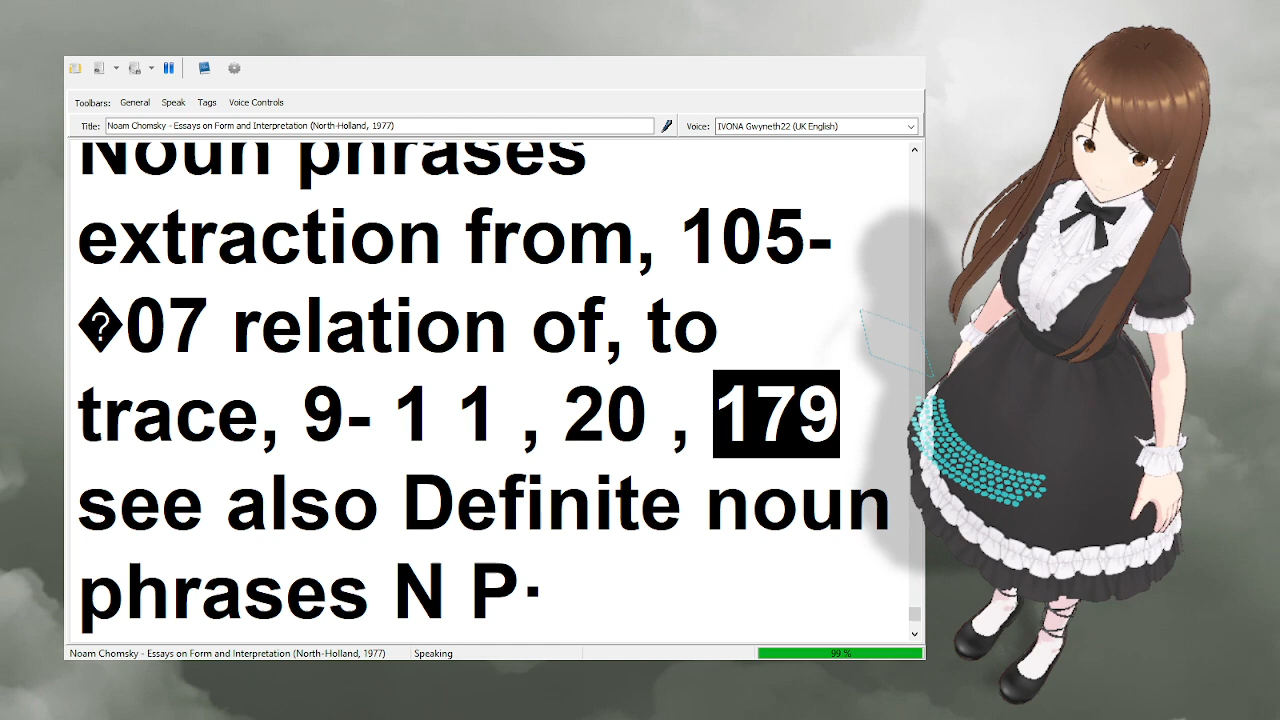 Toolbars: General Speak Tags Voice Controls
Title: Noam Chomsky - Essays on Form and Interpretation (North-Holland, 1977) Voice: IVONA Gwyneth22 (UK English)
Noun phrases
extraction from, 105-
�07 relation of, to
trace, 9- 1 1 , 20 , 179
see also Definite noun
phrases N P·
Noam Chomsky - Essays on Form and Interpretation (North-Holland, 1977) Speaking 99 %